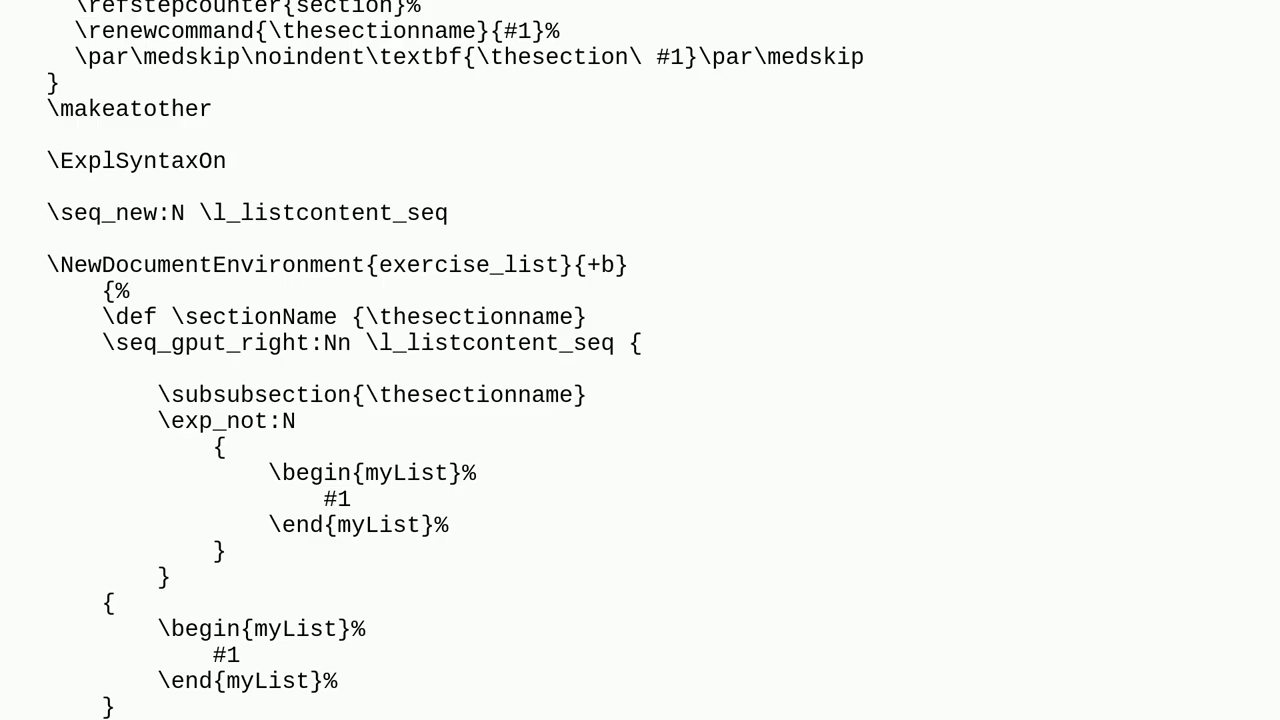 \refstepcounter{section}%
\renewcommand{\thesectionname}{#1}%
\par\medskip\noindent\textbf{\thesection\ #1}\par\medskip
}
\makeatother
\ExplSyntaxOn
\seq_new:N \l_listcontent_seq
\NewDocumentEnvironment{exercise_list}{+b}
{%
\def \sectionName {\thesectionname}
\seq_gput_right:Nn \l_listcontent_seq {
\subsubsection{\thesectionname}
\exp_not:N
{
\begin{myList}%
#1
\end{myList}%
}
}
{
\begin{myList}%
#1
\end{myList}%
}